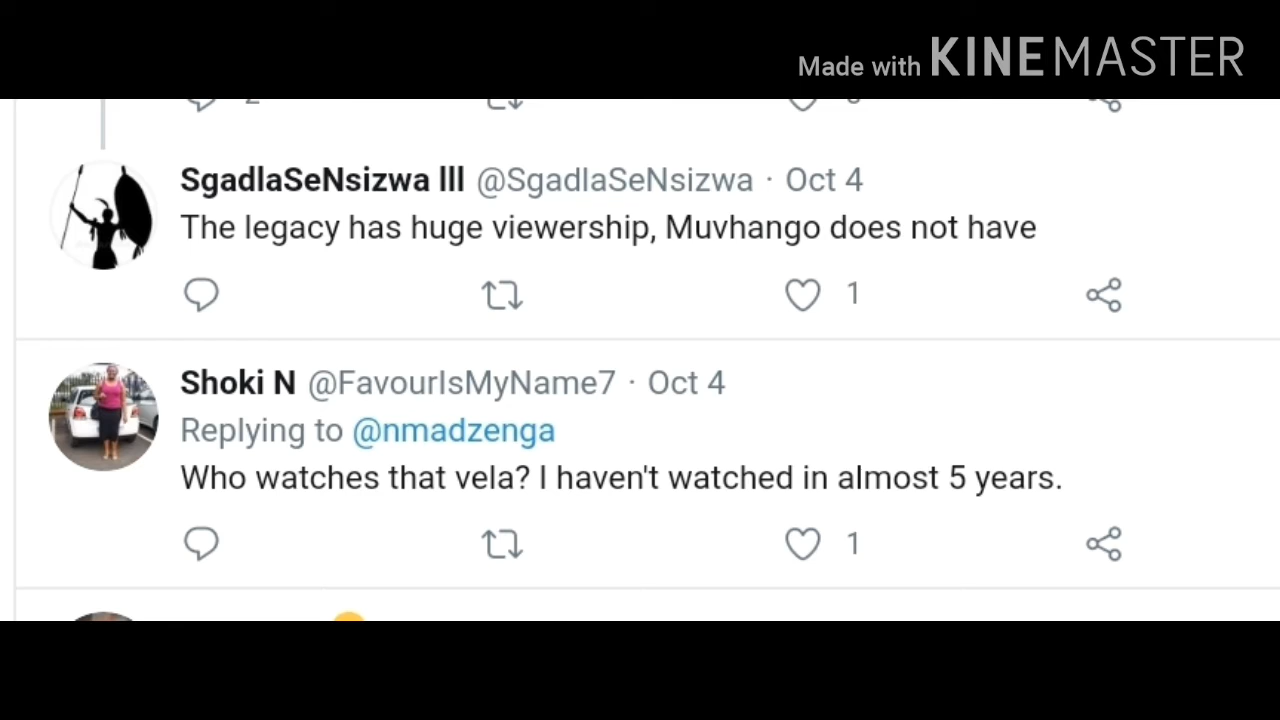 Made with KINEMASTER
SgadlaSeNsizwa lll @SgadlaSeNsizwa · Oct 4
The legacy has huge viewership, Muvhango does not have
1
Shoki N @FavourIsMyName7 · Oct 4
Replying to @nmadzenga
Who watches that vela? I haven't watched in almost 5 years.
1